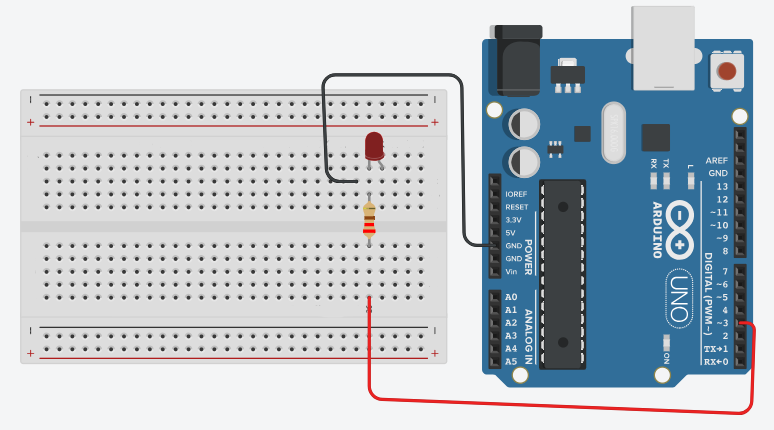 IOREF
RESET
3.3V
5V
GND
GND
Vin
POWER
A0
A1
A2
A3
A4
A5
ANALOG IN
AREF
GND
13
12
~11
~10
~9
8
7
~6
~5
4
~3
2
TX→1
RX←0
DIGITAL (PWM~)
RX
TX
L
ARDUINO
UNO
ON